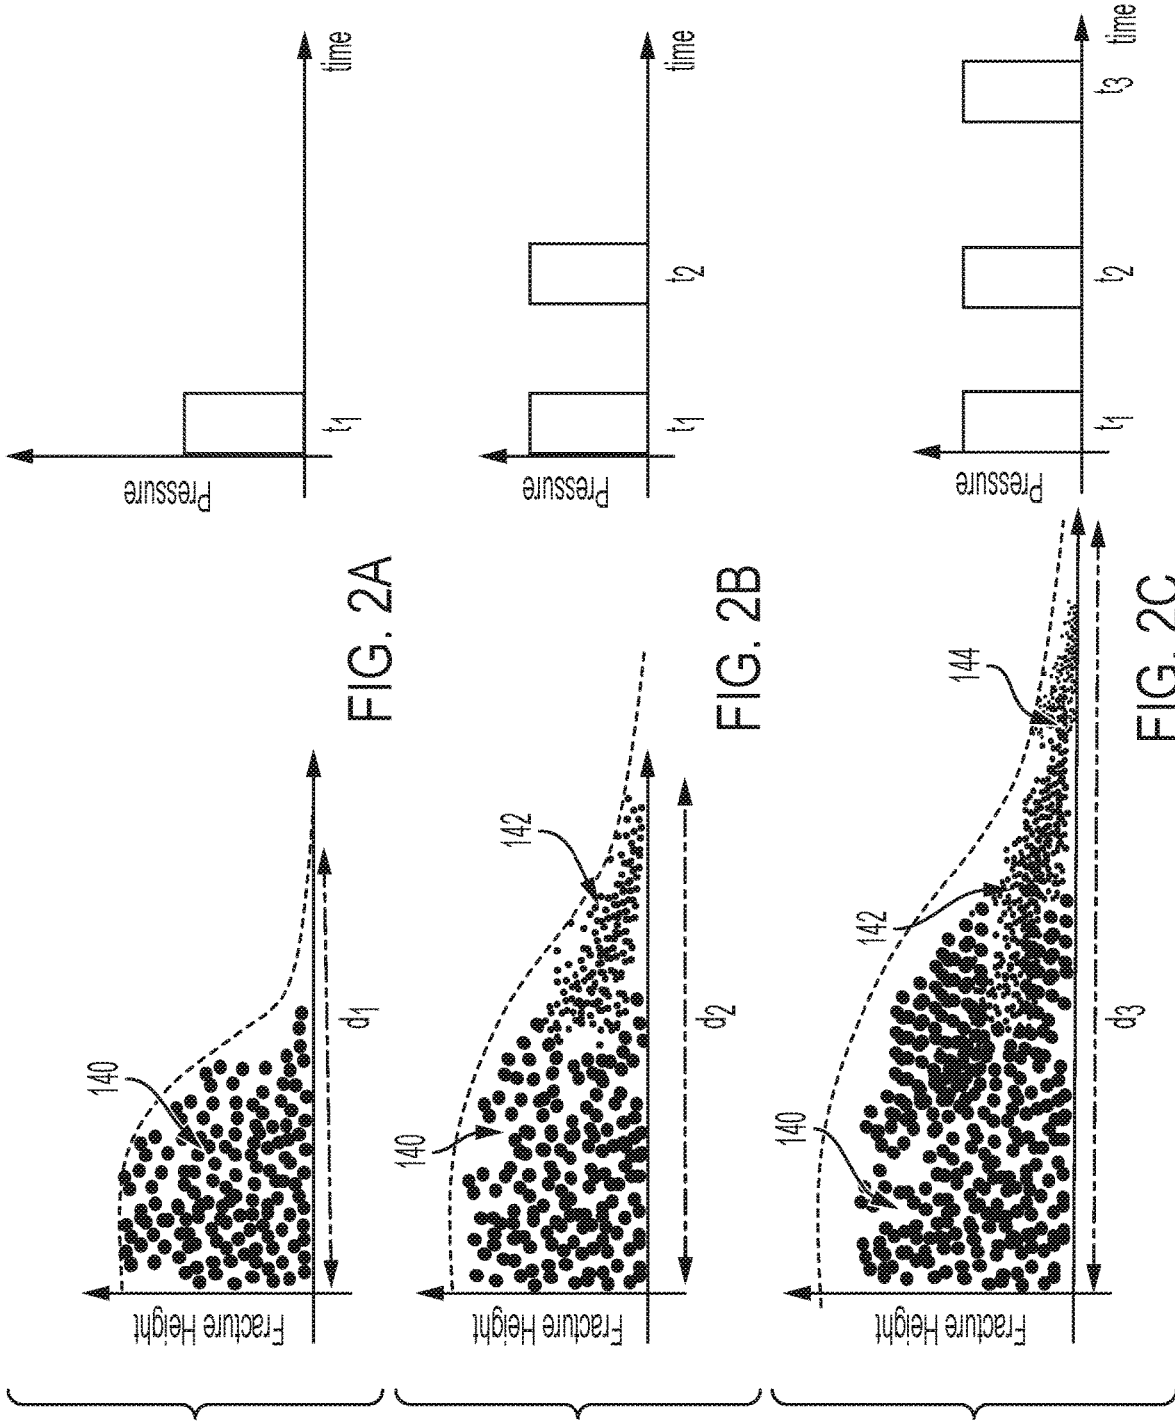 Fracture Height
140
d1
Pressure
t1
time
FIG. 2A
Fracture Height
140
142
d2
Pressure
t1
t2
time
FIG. 2B
Fracture Height
140
142
144
d3
Pressure
t1
t2
t3
time
FIG. 2C